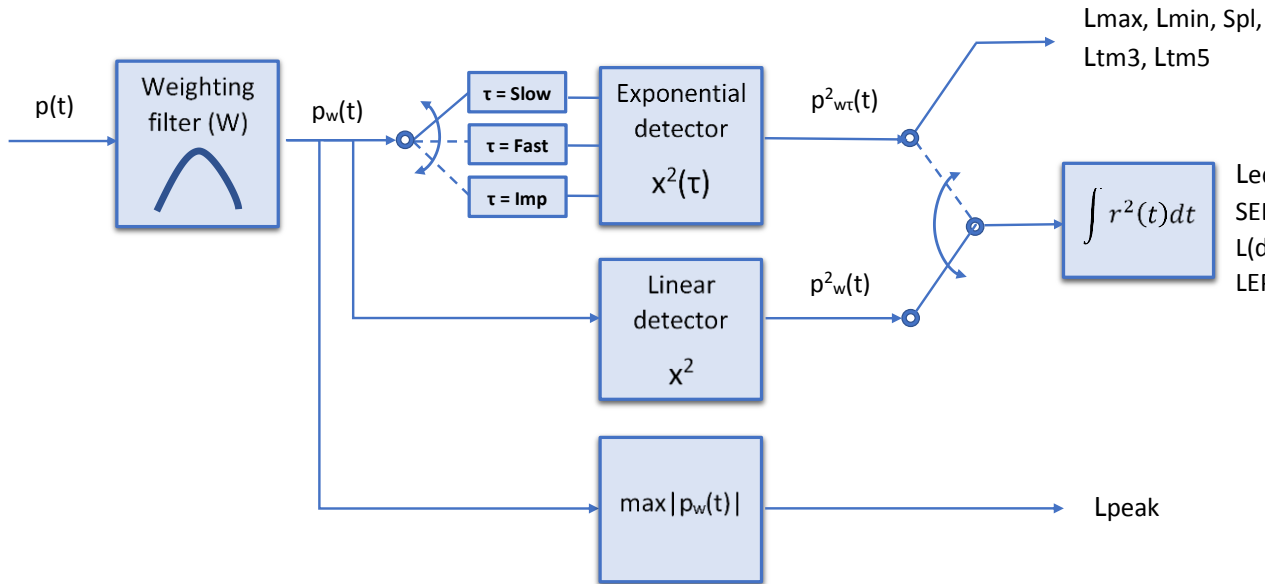 Lmax, Lmin, Spl,
Ltm3, Ltm5
p(t)
Weighting
filter (W)
pw(t)
τ = Slow
τ = Fast
τ = Imp
Exponential
detector
x²(τ)
p²wτ(t)
∫ r²(t)dt
Linear
detector
x²
p²w(t)
max|pw(t)|
Lpeak